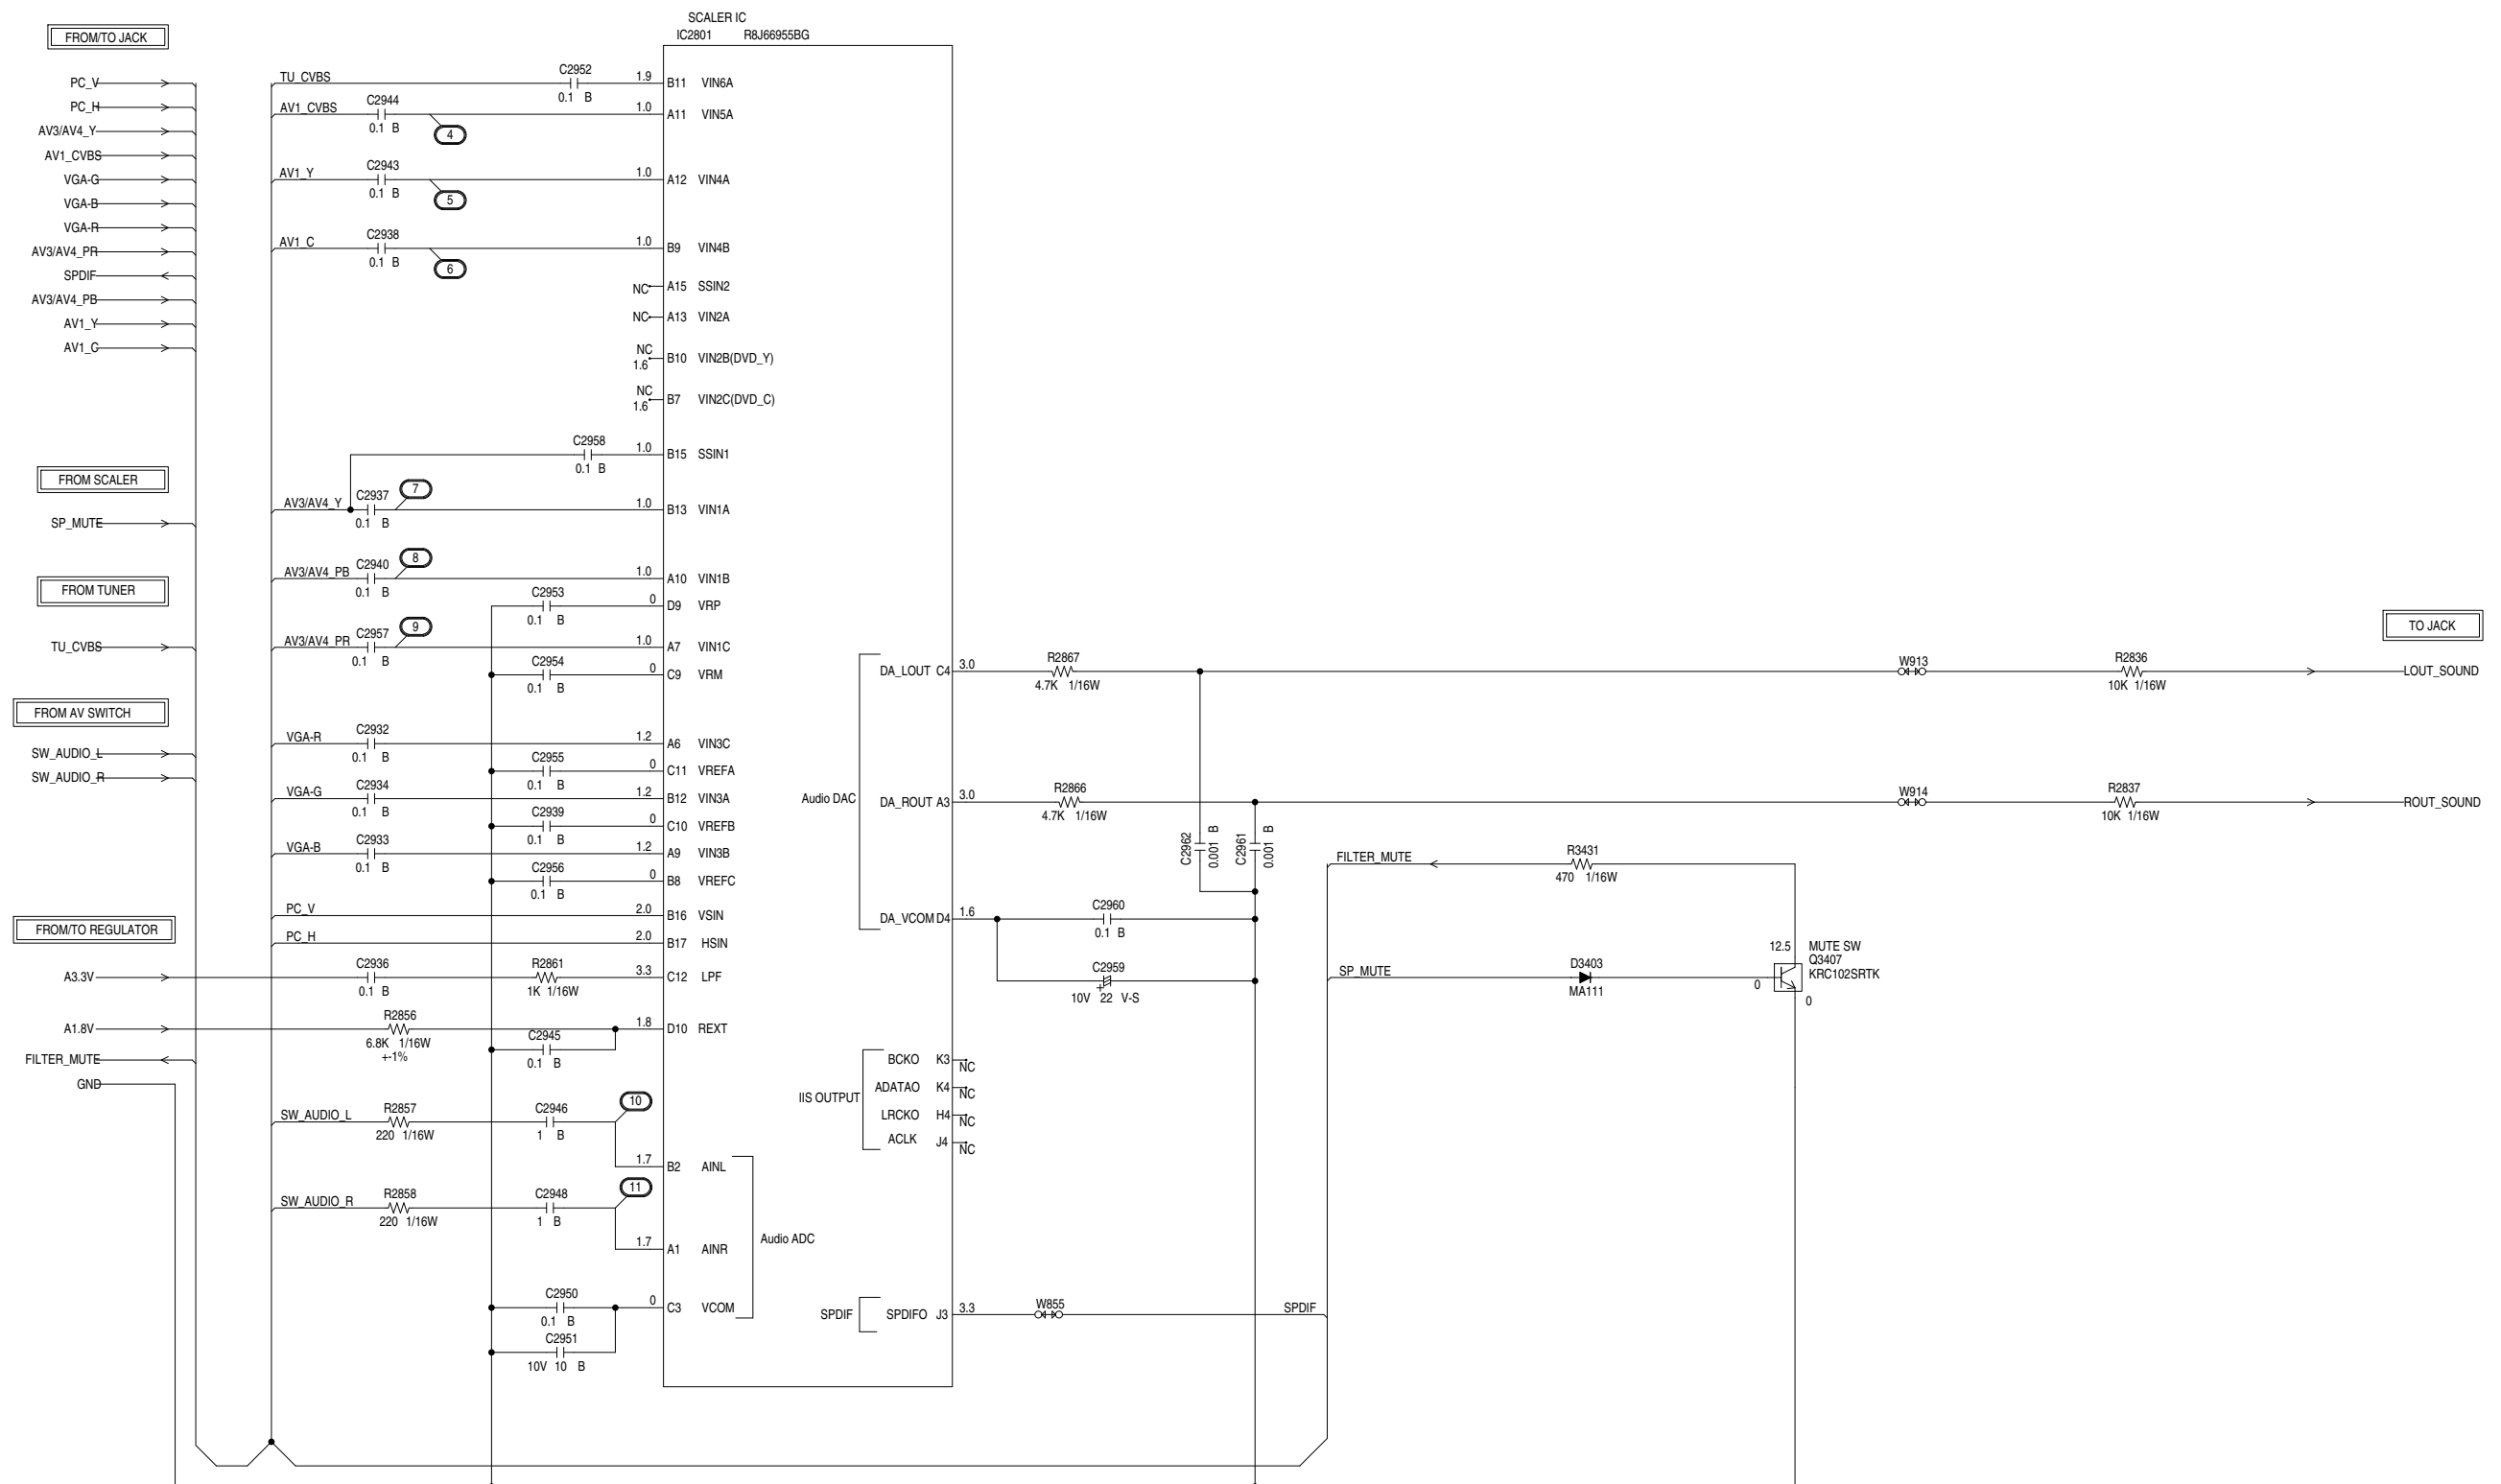 SCALER IC
IC2801 R8J66955BG
FROM/TO JACK
PC_V
PC_H
AV3/AV4_Y
AV1_CVBS
VGA-G
VGA-B
VGA-R
AV3/AV4_PR
SPDIF
AV3/AV4_PB
AV1_Y
AV1_C
FROM SCALER
SP_MUTE
FROM TUNER
TU_CVBS
FROM AV SWITCH
SW_AUDIO_L
SW_AUDIO_R
FROM/TO REGULATOR
A3.3V
A1.8V
FILTER_MUTE
GND
TU_CVBS C2952 0.1 B 1.9 B11 VIN6A
AV1_CVBS C2944 0.1 B 4 1.0 A11 VIN5A
AV1_Y C2943 0.1 B 5 1.0 A12 VIN4A
AV1_C C2938 0.1 B 6 1.0 B9 VIN4B
NC A15 SSIN2
NC A13 VIN2A
NC 1.6 B10 VIN2B(DVD_Y)
NC 1.6 B7 VIN2C(DVD_C)
C2958 0.1 B 1.0 B15 SSIN1
AV3/AV4_Y C2937 0.1 B 7 1.0 B13 VIN1A
AV3/AV4_PB C2940 0.1 B 8 1.0 A10 VIN1B
C2953 0.1 B 0 D9 VRP
AV3/AV4_PR C2957 0.1 B 9 1.0 A7 VIN1C
C2954 0.1 B 0 C9 VRM
VGA-R C2932 0.1 B 1.2 A6 VIN3C
C2955 0.1 B 0 C11 VREFA
VGA-G C2934 0.1 B 1.2 B12 VIN3A
C2939 0.1 B 0 C10 VREFB
VGA-B C2933 0.1 B 1.2 A9 VIN3B
C2956 0.1 B 0 B8 VREFC
PC_V 2.0 B16 VSIN
PC_H 2.0 B17 HSIN
C2936 0.1 B R2861 1K 1/16W 3.3 C12 LPF
R2856 6.8K 1/16W +-1% 1.8 D10 REXT
C2945 0.1 B
SW_AUDIO_L R2857 220 1/16W C2946 1 B 10 1.7 B2 AINL
SW_AUDIO_R R2858 220 1/16W C2948 1 B 11 1.7 A1 AINR
Audio ADC
C2950 0.1 B 0 C3 VCOM
C2951 10V 10 B
Audio DAC
DA_LOUT C4 3.0 R2867 4.7K 1/16W W913 R2836 10K 1/16W LOUT_SOUND
TO JACK
DA_ROUT A3 3.0 R2866 4.7K 1/16W W914 R2837 10K 1/16W ROUT_SOUND
C2962 0.001 B
C2961 0.001 B
DA_VCOM D4 1.6 C2960 0.1 B
C2959 + 10V 22 V-S
FILTER_MUTE R3431 470 1/16W
SP_MUTE D3403 MA111
12.5 0 0
MUTE SW
Q3407
KRC102SRTK
IIS OUTPUT
BCKO K3 NC
ADATAO K4 NC
LRCKO H4 NC
ACLK J4 NC
SPDIF SPDIFO J3 3.3 W855 SPDIF